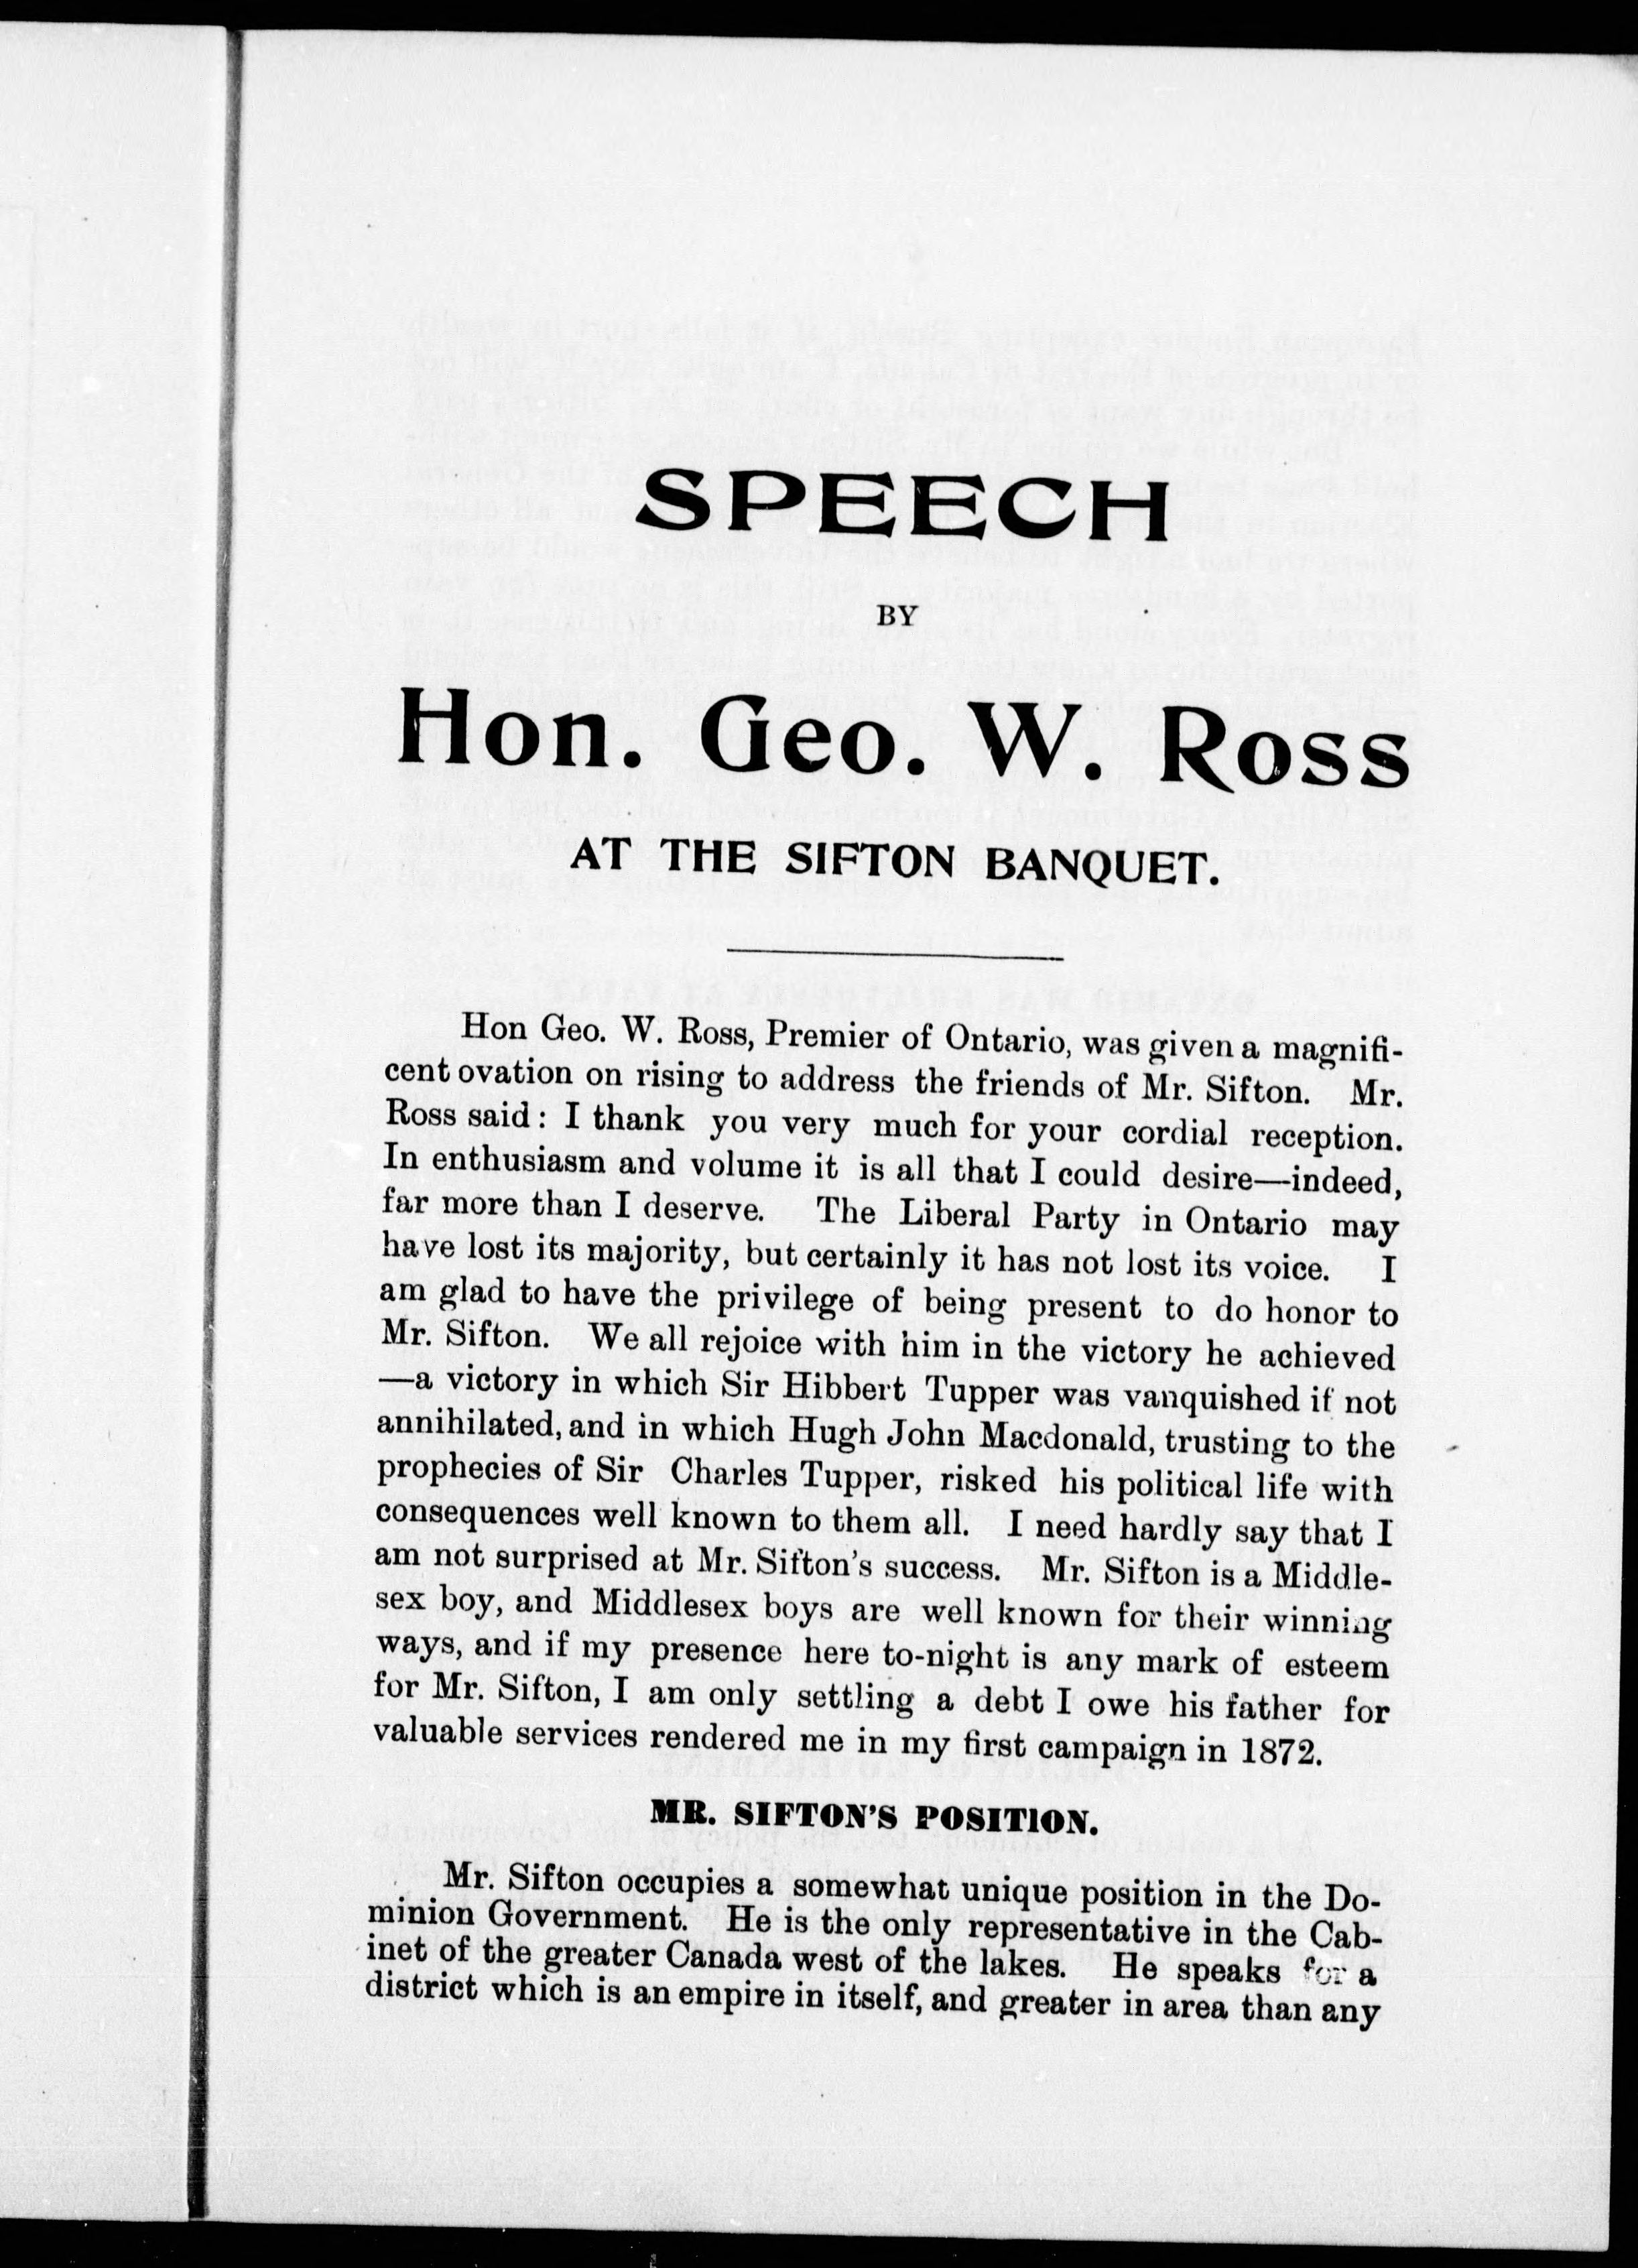 SPEECH
BY
Hon. Geo. W. Ross
AT THE SIFTON BANQUET.
Hon Geo. W. Ross, Premier of Ontario, was given a magnifi-
cent ovation on rising to address the friends of Mr. Sifton. Mr.
Ross said: I thank you very much for your cordial reception.
In enthusiasm and volume it is all that I could desire—indeed,
far more than I deserve. The Liberal Party in Ontario may
have lost its majority, but certainly it has not lost its voice. I
am glad to have the privilege of being present to do honor to
Mr. Sifton. We all rejoice with him in the victory he achieved
—a victory in which Sir Hibbert Tupper was vanquished if not
annihilated, and in which Hugh John Macdonald, trusting to the
prophecies of Sir Charles Tupper, risked his political life with
consequences well known to them all. I need hardly say that I
am not surprised at Mr. Sifton's success. Mr. Sifton is a Middle-
sex boy, and Middlesex boys are well known for their winning
ways, and if my presence here to-night is any mark of esteem
for Mr. Sifton, I am only settling a debt I owe his father for
valuable services rendered me in my first campaign in 1872.
MR. SIFTON'S POSITION.
Mr. Sifton occupies a somewhat unique position in the Do-
minion Government. He is the only representative in the Cab-
inet of the greater Canada west of the lakes. He speaks for a
district which is an empire in itself, and greater in area than any